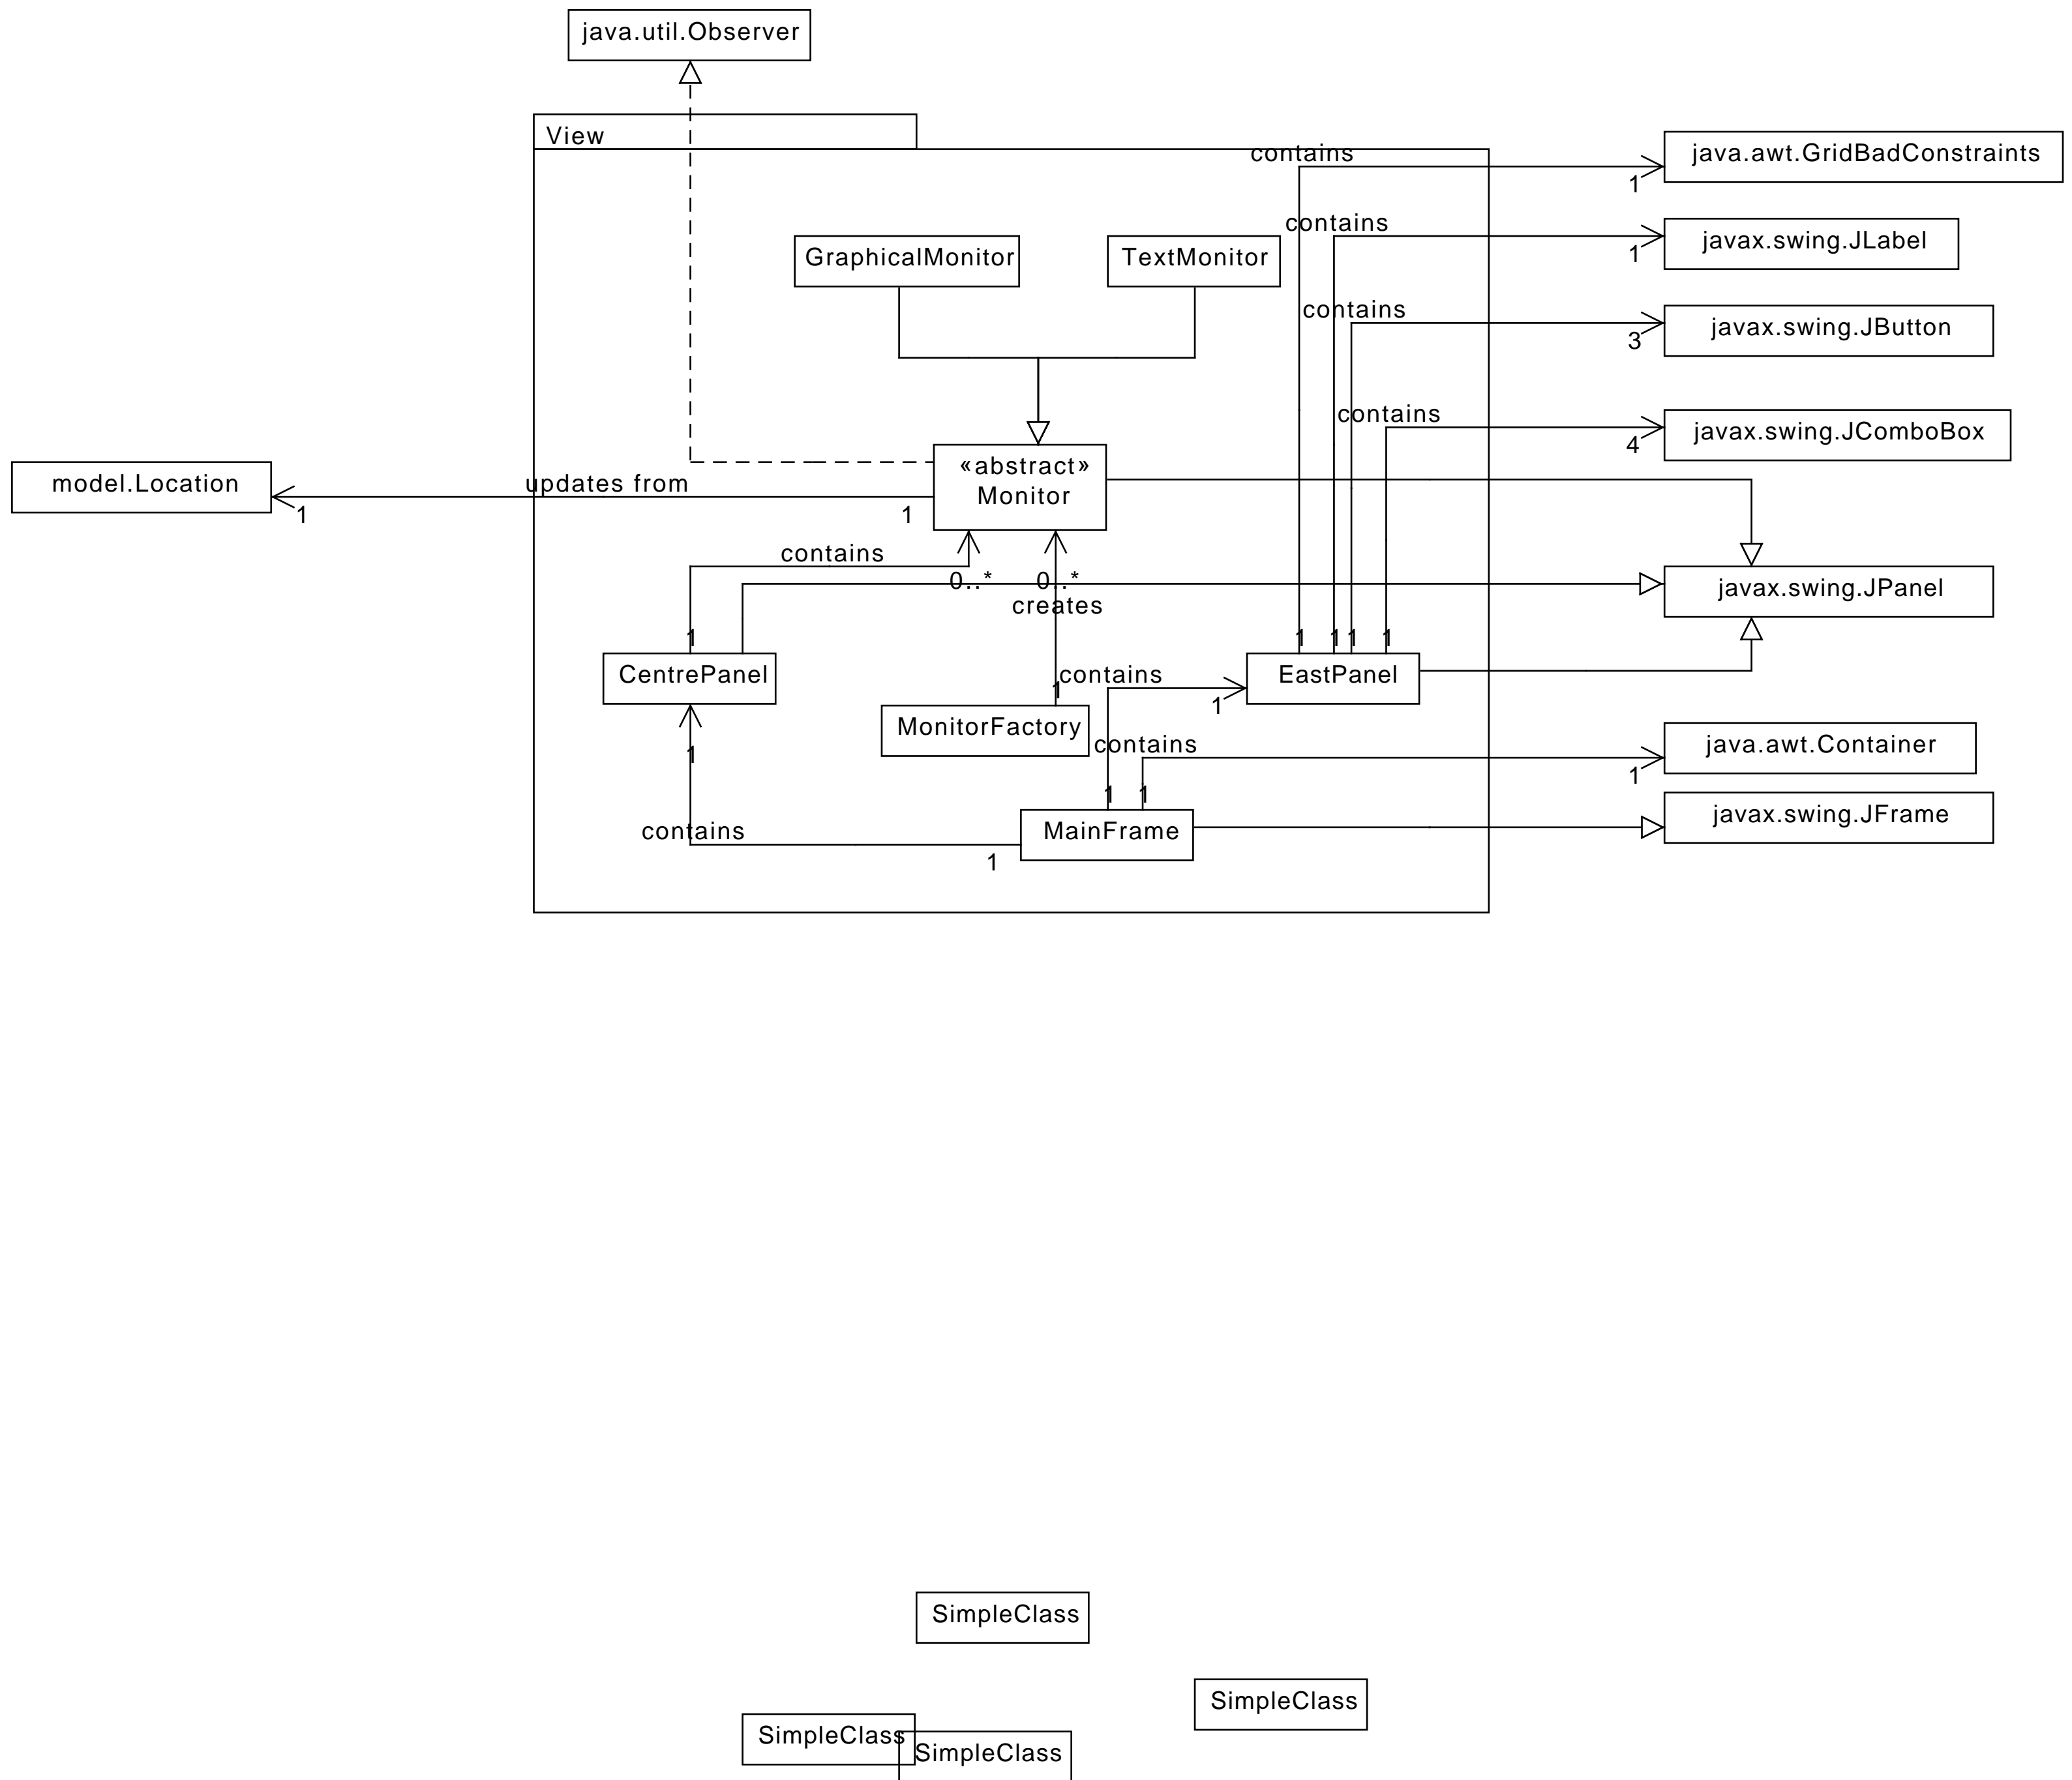 java.util.Observer
View
contains
java.awt.GridBadConstraints
1
contains
javax.swing.JLabel
1
GraphicalMonitor
TextMonitor
contains
javax.swing.JButton
3
contains
javax.swing.JComboBox
4
«abstract»
Monitor
model.Location
updates from
1
1
contains
0..*
0..*
javax.swing.JPanel
creates
1
1
1
1
1
CentrePanel
contains
EastPanel
1
1
MonitorFactory
contains
java.awt.Container
1
1
1
1
contains
MainFrame
javax.swing.JFrame
1
SimpleClass
SimpleClass
SimpleClass
SimpleClass